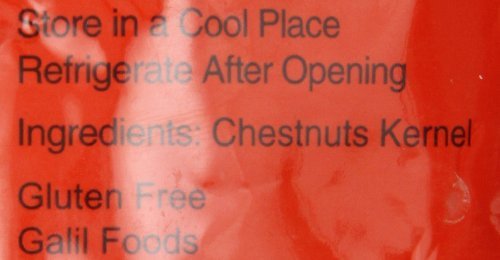 Store in a Cool Place
Refrigerate After Opening
Ingredients: Chestnuts Kernel
Gluten Free
Galil Foods